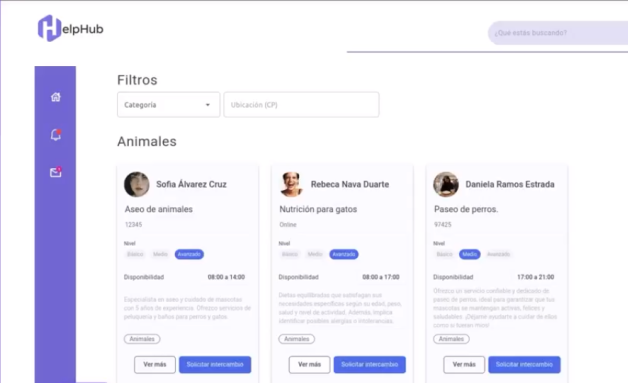 HelpHub
¿Que estás buscando?
Filtros
Categoría
Ubicación (CP)
Animales
Sofia Álvarez Cruz
Aseo de animales
12345
Nivel
Básico Medio Avanzado
Disponibilidad 08:00 a 14:00
Especialista en aseo y cuidado de mascotas
con 5 años de experiencia. Ofrezco servicios de
peluquería y baños para perros y gatos.
Animales
Ver más Solicitar intercambio
Rebeca Nava Duarte
Nutrición para gatos
Online
Nivel
Básico Medio Avanzado
Disponibilidad 08:00 a 17:00
Dietas equilibradas que satisfagan sus
necesidades específicas según su edad, peso,
salud y nivel de actividad. Además, implica
identificar posibles alergias o intolerancias.
Animales
Ver más Solicitar intercambio
Daniela Ramos Estrada
Paseo de perros.
97425
Nivel
Básico Medio Avanzado
Disponibilidad 17:00 a 21:00
Ofrezco un servicio confiable y dedicado de
paseo de perros, ideal para garantizar que tus
mascotas se mantengan activas, felices y
saludables. ¡Déjame ayudarte a cuidar de ellos
como si fueran míos!
Animales
Ver más Solicitar intercambio